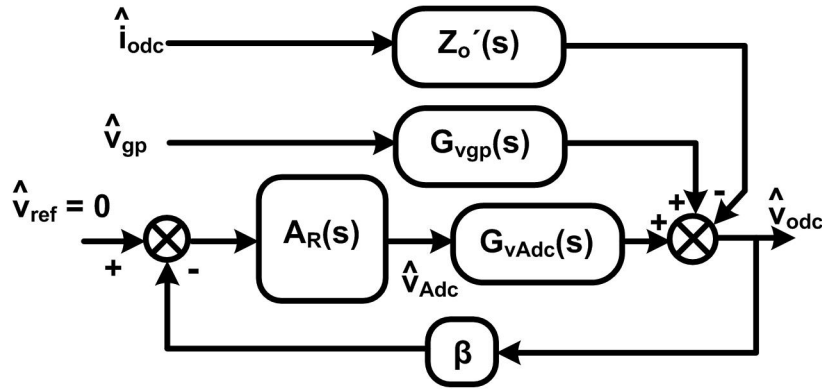 î_odc
Z_o´(s)
v̂_gp
G_vgp(s)
v̂_ref = 0
+
-
A_R(s)
v̂_Adc
G_vAdc(s)
+
+
-
v̂_odc
β